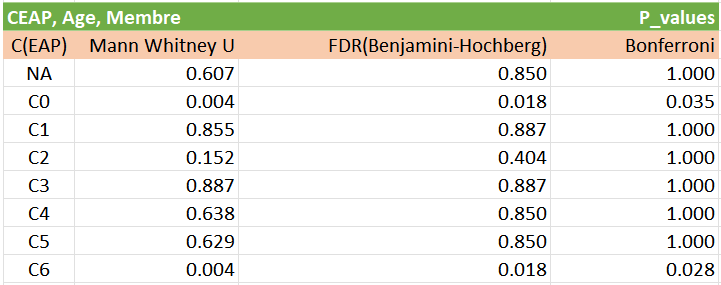 CEAP, Age, Membre P_values
C(EAP) Mann Whitney U FDR(Benjamini-Hochberg) Bonferroni
NA 0.607 0.850 1.000
C0 0.004 0.018 0.035
C1 0.855 0.887 1.000
C2 0.152 0.404 1.000
C3 0.887 0.887 1.000
C4 0.638 0.850 1.000
C5 0.629 0.850 1.000
C6 0.004 0.018 0.028